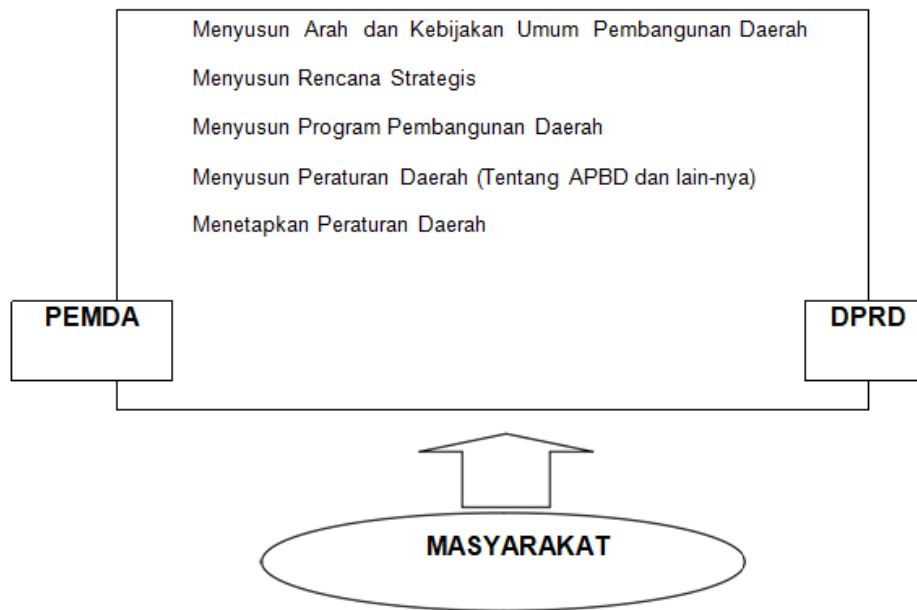 Menyusun Arah dan Kebijakan Umum Pembangunan Daerah
Menyusun Rencana Strategis
Menyusun Program Pembangunan Daerah
Menyusun Peraturan Daerah (Tentang APBD dan lain-nya)
Menetapkan Peraturan Daerah
PEMDA
DPRD
MASYARAKAT